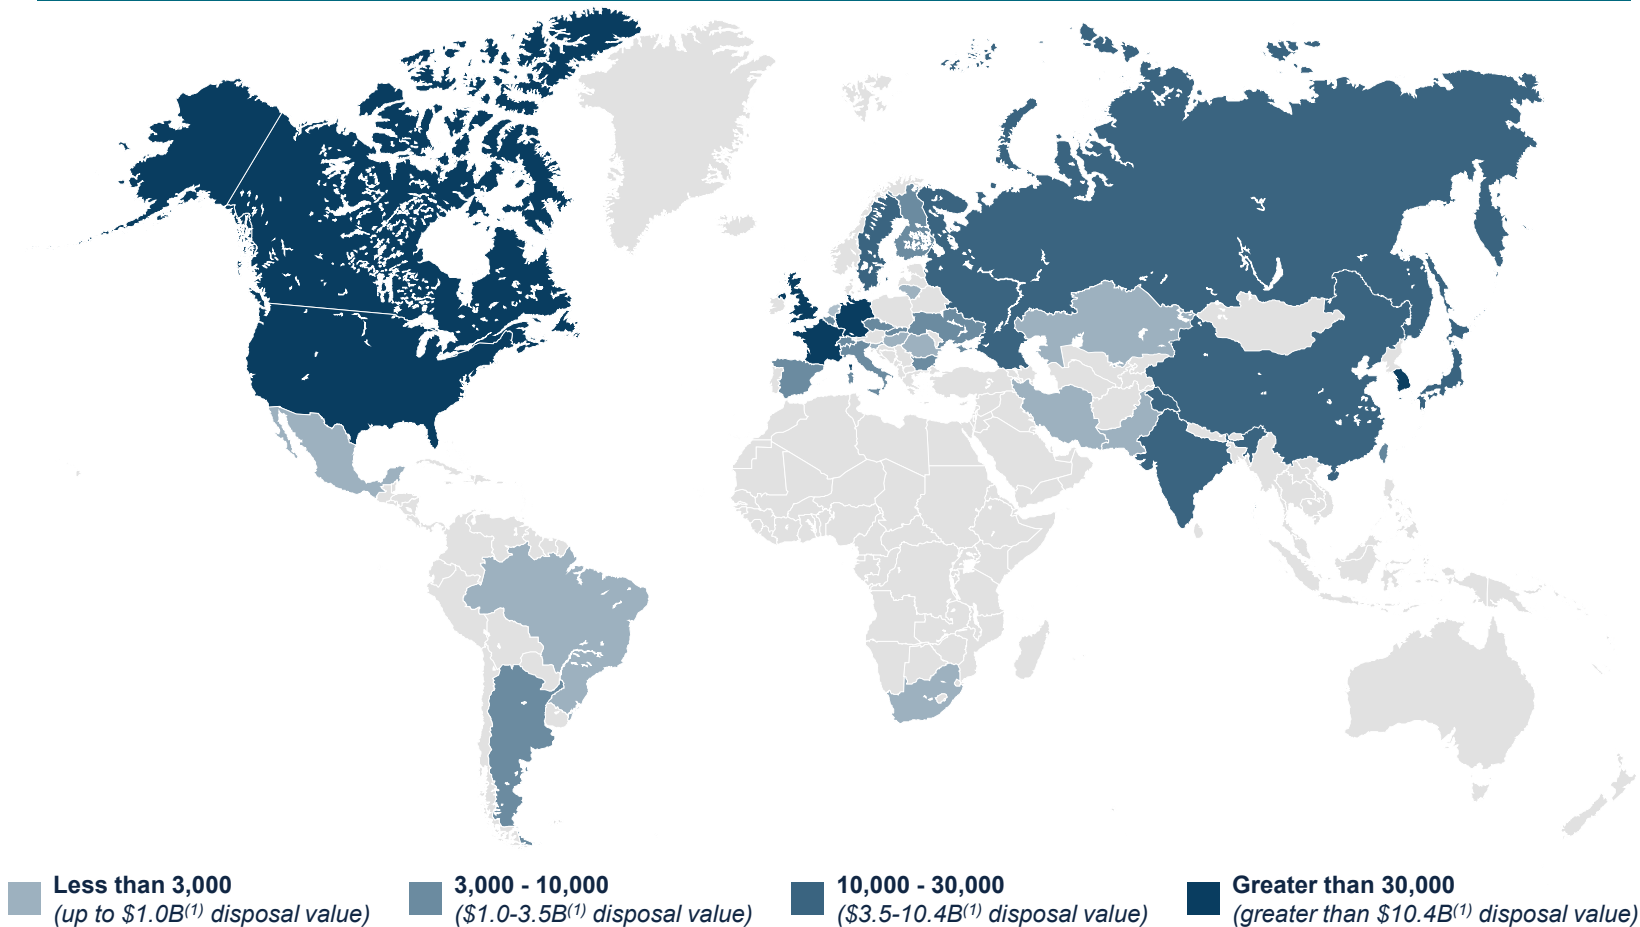 Less than 3,000
(up to $1.0B(1) disposal value)
3,000 - 10,000
($1.0-3.5B(1) disposal value)
10,000 - 30,000
($3.5-10.4B(1) disposal value)
Greater than 30,000
(greater than $10.4B(1) disposal value)